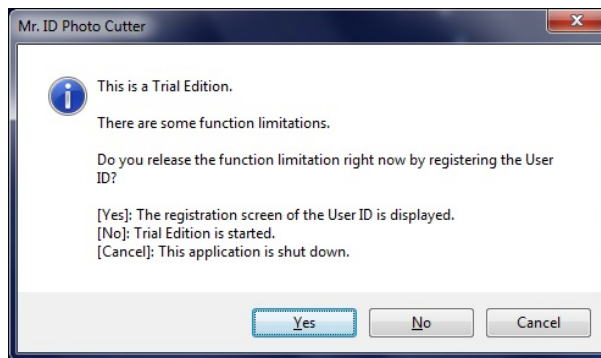 Mr. ID Photo Cutter
This is a Trial Edition.
There are some function limitations.
Do you release the function limitation right now by registering the User
ID?
[Yes]: The registration screen of the User ID is displayed.
[No]: Trial Edition is started.
[Cancel]: This application is shut down.
Yes No Cancel